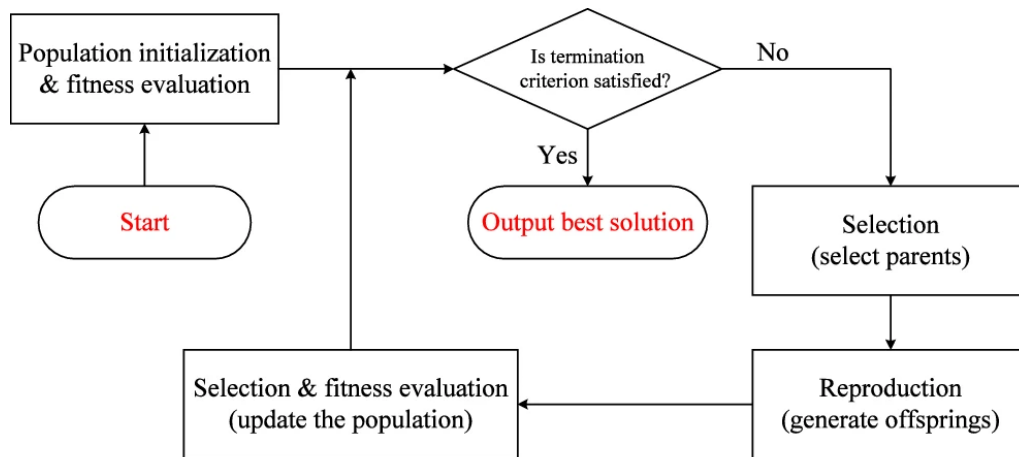 Population initialization
& fitness evaluation
Is termination
criterion satisfied?
No
Yes
Start
Output best solution
Selection
(select parents)
Selection & fitness evaluation
(update the population)
Reproduction
(generate offsprings)